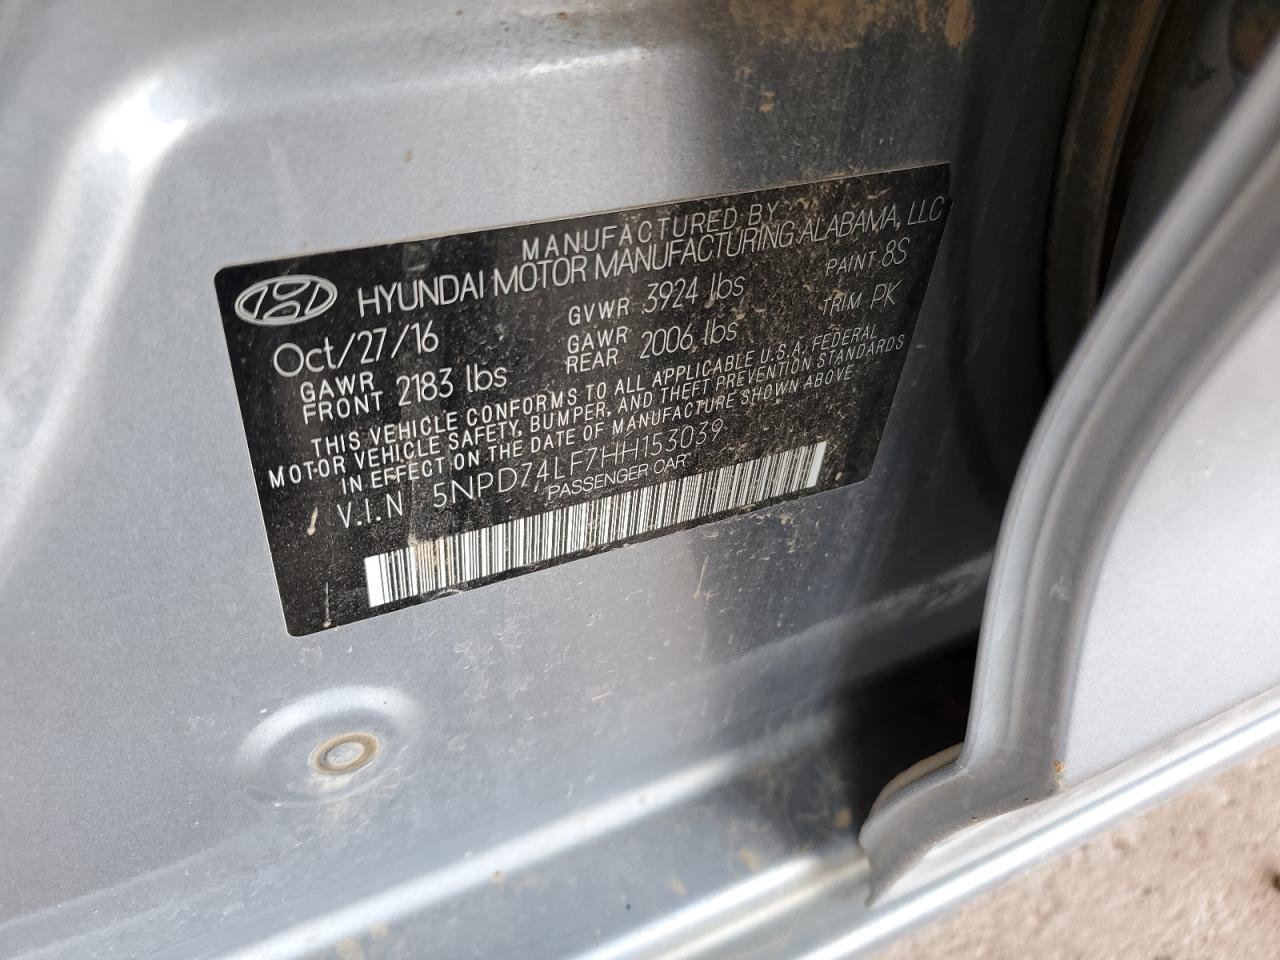 MANUFACTURED BY
HYUNDAI MOTOR MANUFACTURING ALABAMA, LLC
Oct/27/16 GVWR 3924 lbs PAINT 8S
GAWR FRONT 2183 lbs GAWR REAR 2006 lbs TRIM PK
THIS VEHICLE CONFORMS TO ALL APPLICABLE U.S.A. FEDERAL
MOTOR VEHICLE SAFETY, BUMPER, AND THEFT PREVENTION STANDARDS
IN EFFECT ON THE DATE OF MANUFACTURE SHOWN ABOVE
V.I.N 5NPD74LF7HH153039
PASSENGER CAR